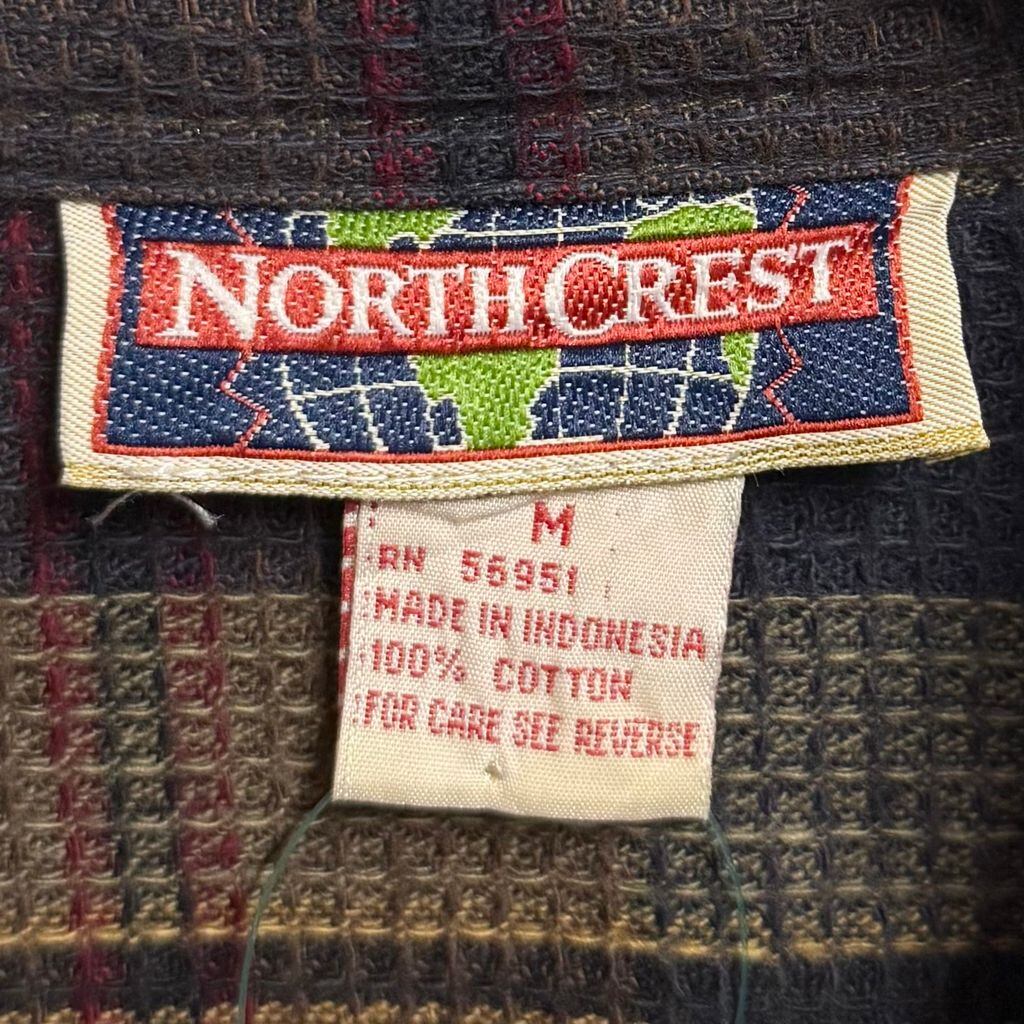 NORTHCREST
M
RN 56951
MADE IN INDONESIA
100% COTTON
FOR CARE SEE REVERSE